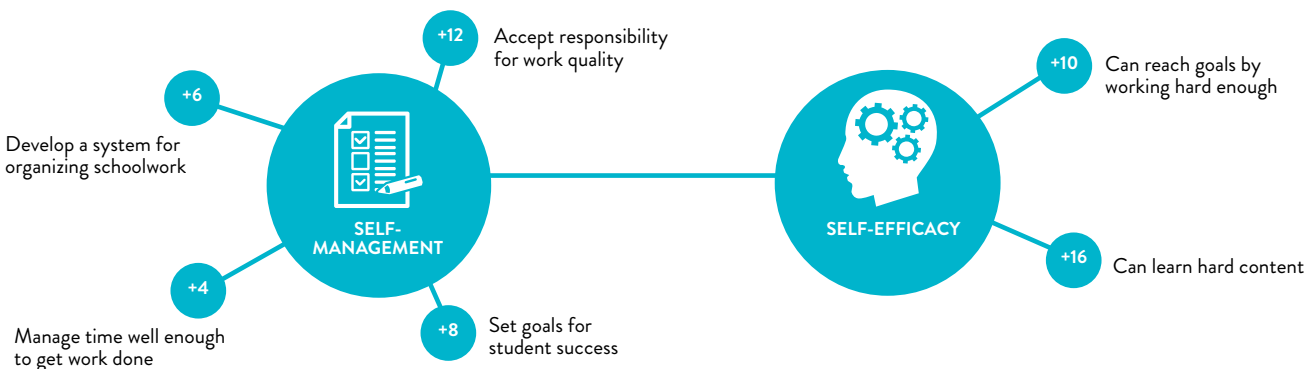 +12
Accept responsibility
for work quality
+6
Develop a system for
organizing schoolwork
SELF-
MANAGEMENT
+4
Manage time well enough
to get work done
+8
Set goals for
student success
+10
Can reach goals by
working hard enough
SELF-EFFICACY
+16
Can learn hard content